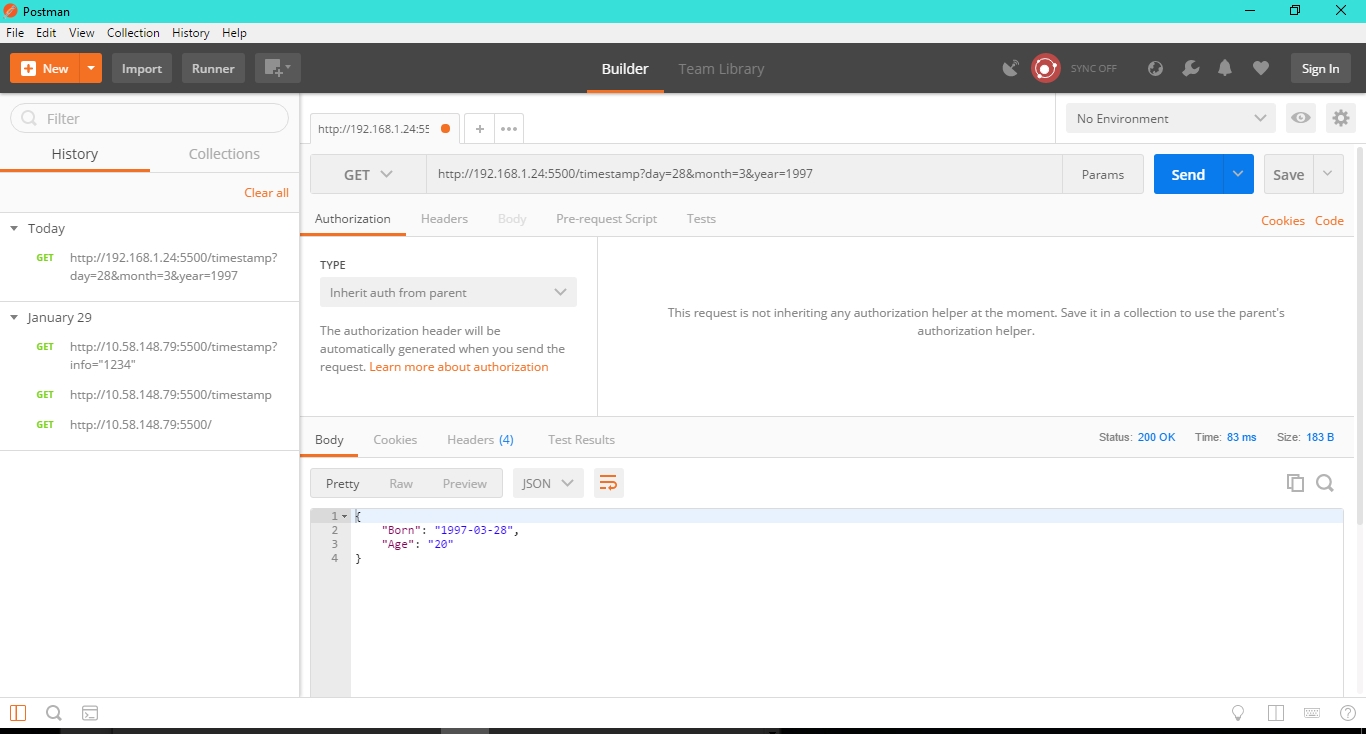 Postman
File Edit View Collection History Help
New Import Runner Builder Team Library SYNC OFF Sign In
Filter
History Collections
Clear all
Today
GET http://192.168.1.24:5500/timestamp?
day=28&month=3&year=1997
January 29
GET http://10.58.148.79:5500/timestamp?
info="1234"
GET http://10.58.148.79:5500/timestamp
GET http://10.58.148.79:5500/
http://192.168.1.24:55
No Environment
GET http://192.168.1.24:5500/timestamp?day=28&month=3&year=1997 Params Send Save
Authorization Headers Body Pre-request Script Tests Cookies Code
TYPE
Inherit auth from parent
The authorization header will be
automatically generated when you send the
request. Learn more about authorization
This request is not inheriting any authorization helper at the moment. Save it in a collection to use the parent's
authorization helper.
Body Cookies Headers (4) Test Results Status: 200 OK Time: 83 ms Size: 183 B
Pretty Raw Preview JSON
1 {
2 "Born": "1997-03-28",
3 "Age": "20"
4 }